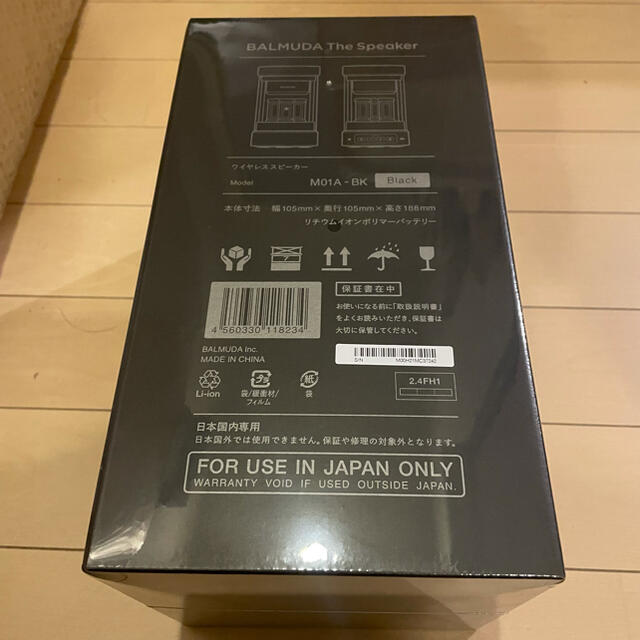 BALMUDA The Speaker
ワイヤレススピーカー
Model M01A - BK Black
本体寸法 幅105mm×奥行105mm×高さ188mm
リチウムイオンポリマーバッテリー
保証書在中
お使いになる前に「取扱説明書」
をよくお読みいただき、保証書は
大切に保管してください。
4 560330 118234
BALMUDA Inc.
MADE IN CHINA
S/N
Li-ion
袋/緩衝材/
フィルム
紙
袋
2.4FH1
日本国内専用
日本国外では使用できません。保証や修理の対象外となります。
FOR USE IN JAPAN ONLY
WARRANTY VOID IF USED OUTSIDE JAPAN.